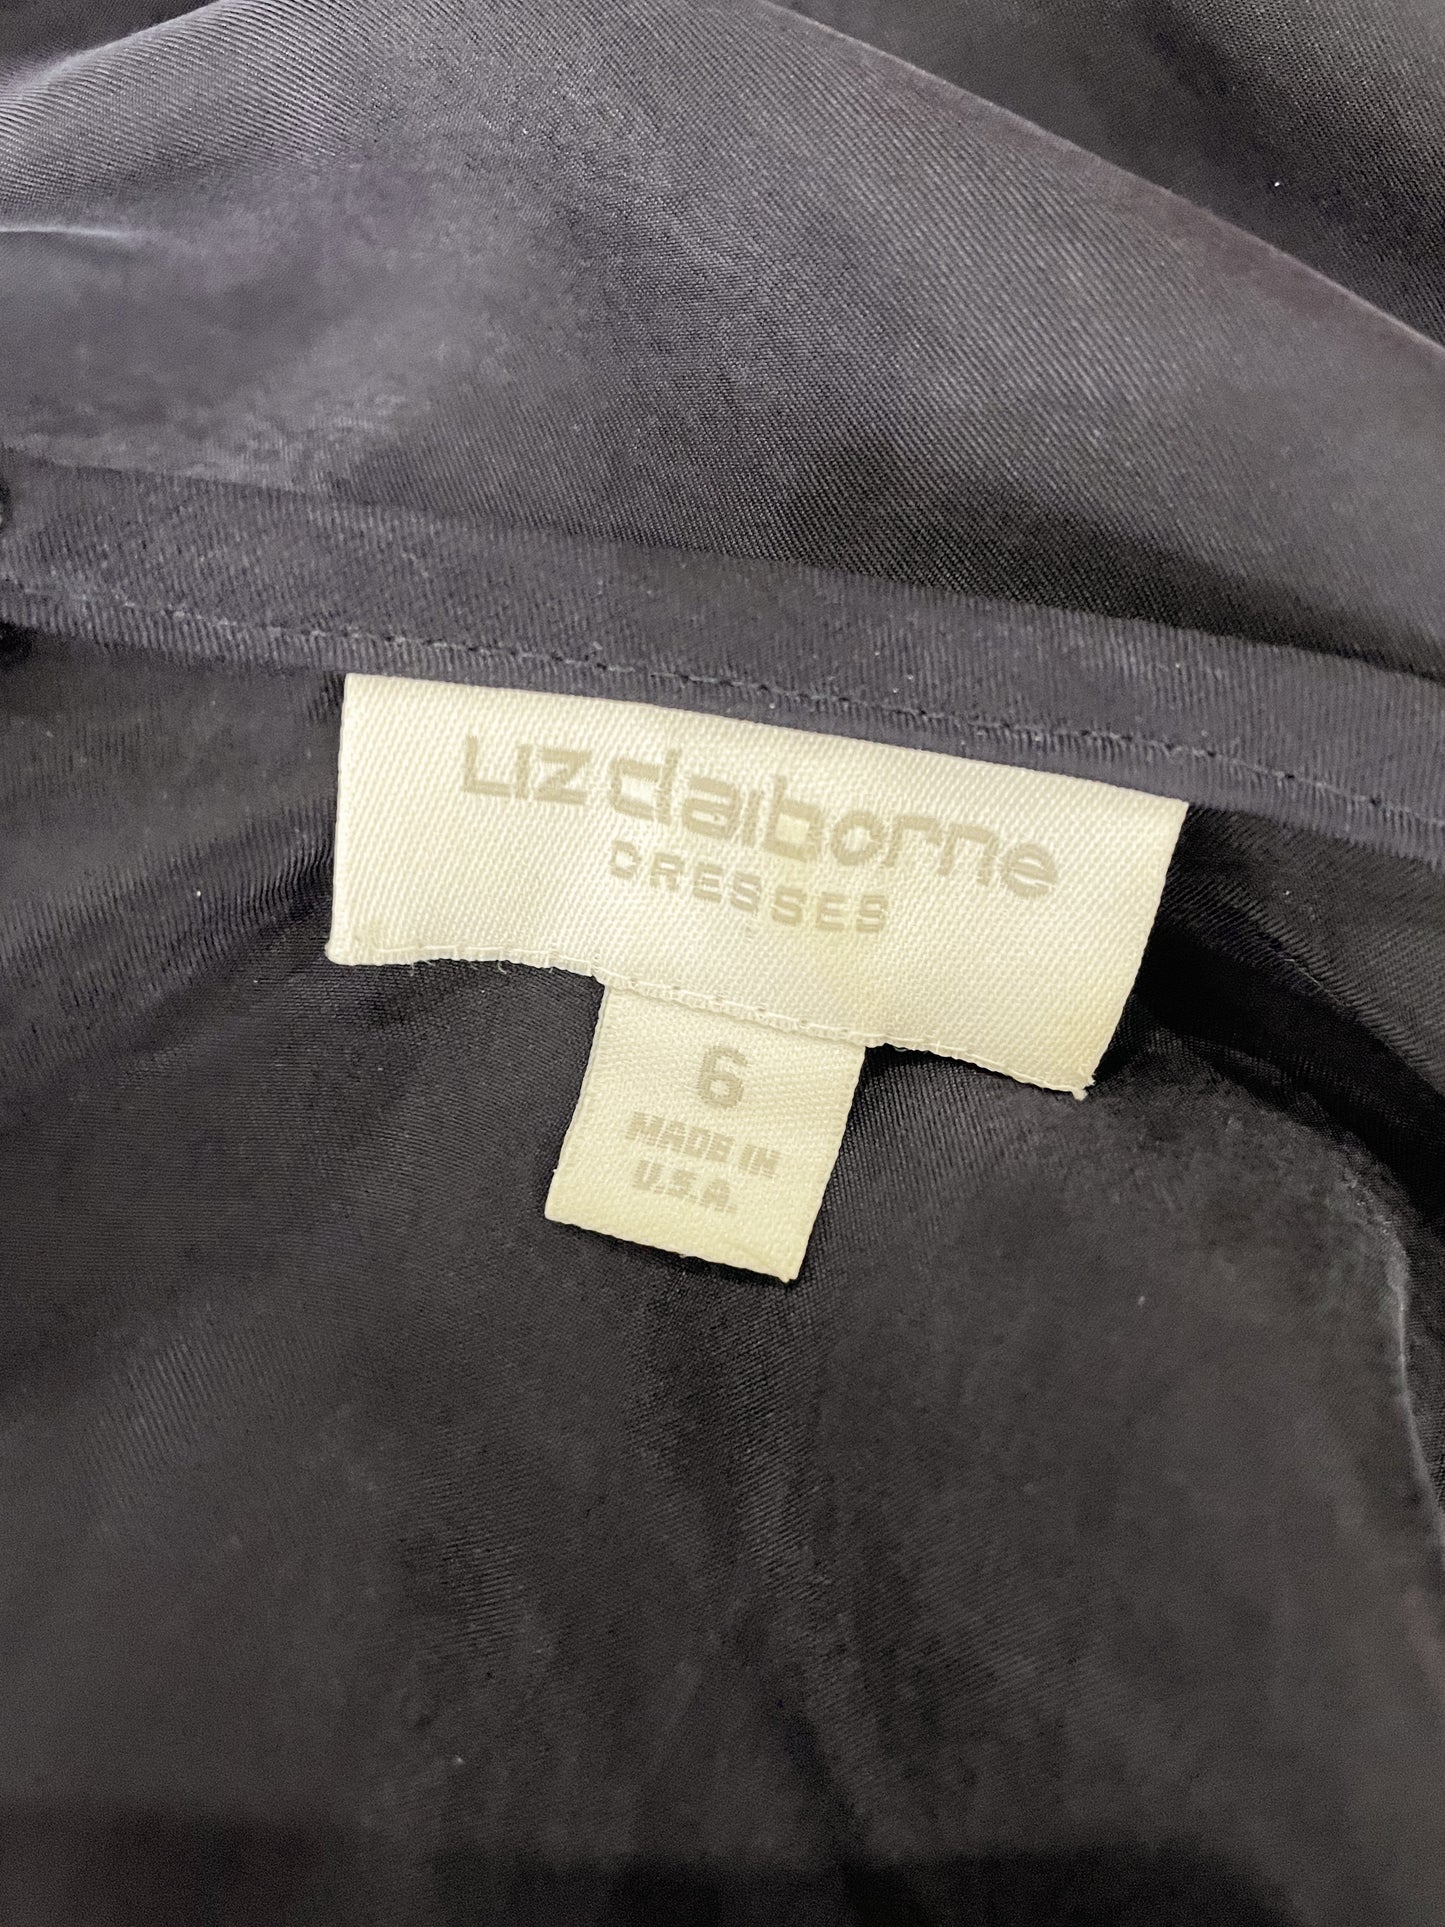 Liz claiborne
DRESSES
6
MADE IN
U.S.A.